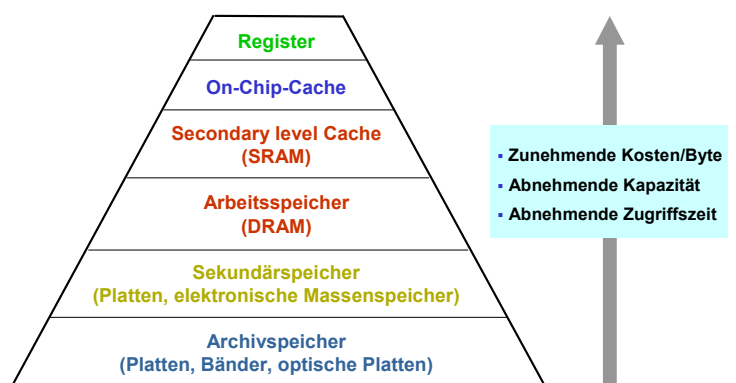 Register
On-Chip-Cache
Secondary level Cache
(SRAM)
Arbeitsspeicher
(DRAM)
Sekundärspeicher
(Platten, elektronische Massenspeicher)
Archivspeicher
(Platten, Bänder, optische Platten)
▪ Zunehmende Kosten/Byte
▪ Abnehmende Kapazität
▪ Abnehmende Zugriffszeit